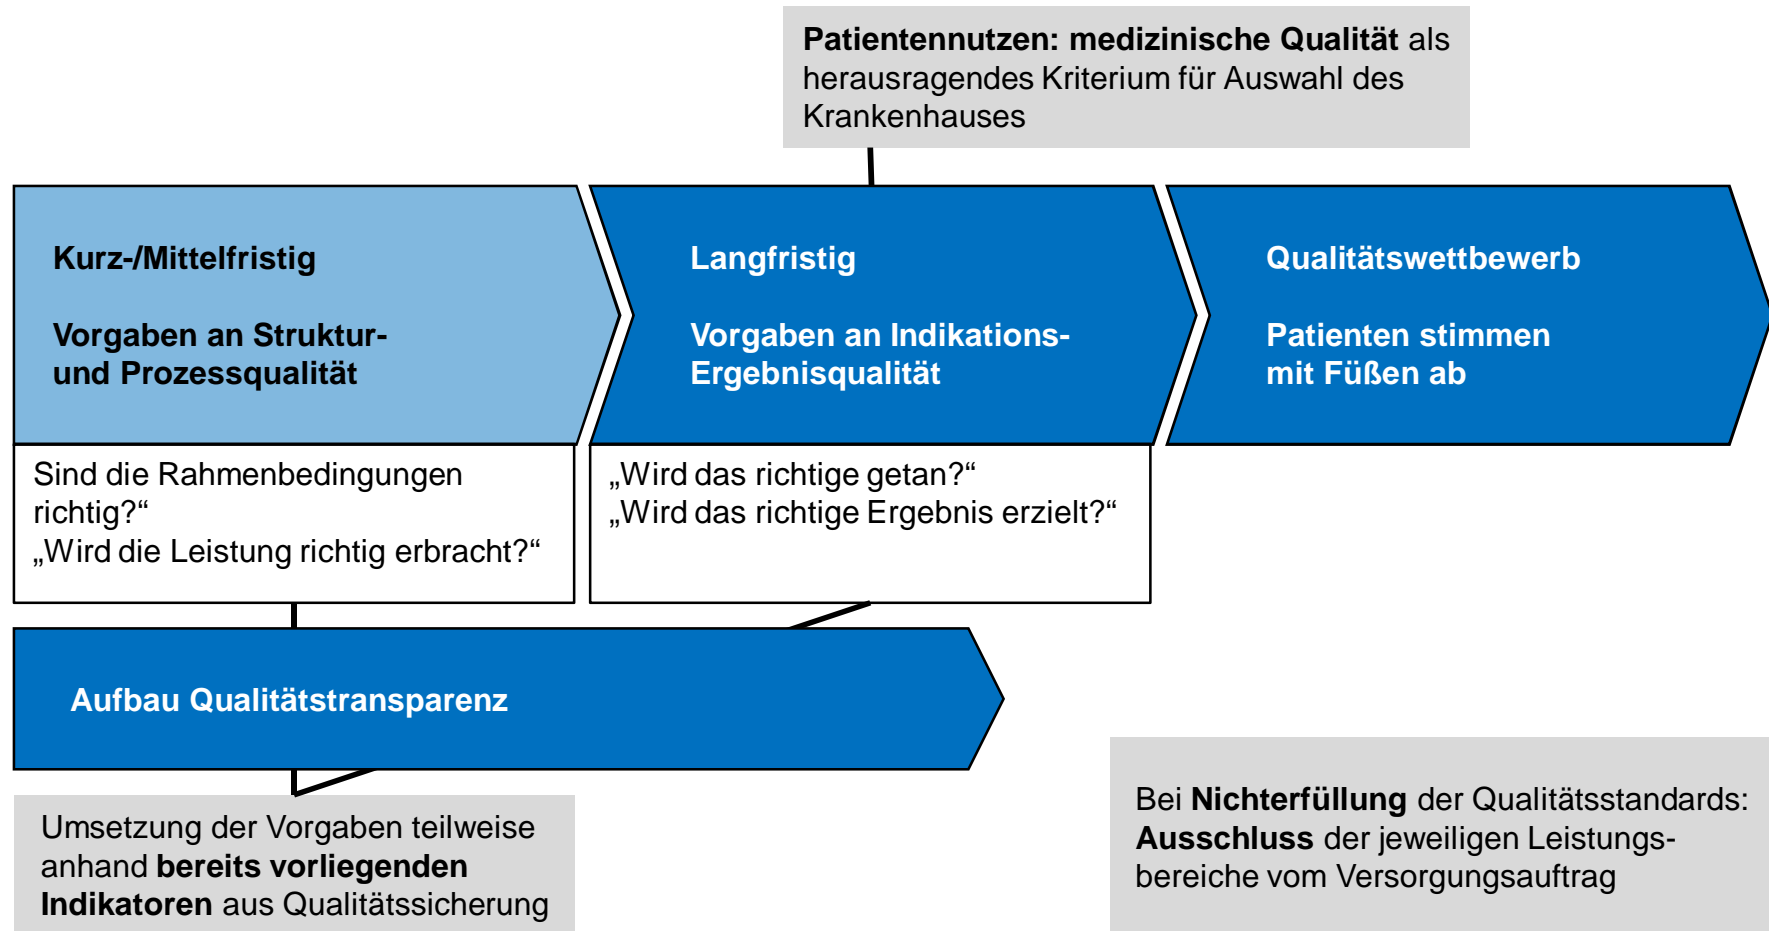 Patientennutzen: medizinische Qualität als
herausragendes Kriterium für Auswahl des
Krankenhauses
Kurz-/Mittelfristig
Vorgaben an Struktur-
und Prozessqualität
Langfristig
Vorgaben an Indikations-
Ergebnisqualität
Qualitätswettbewerb
Patienten stimmen
mit Füßen ab
Sind die Rahmenbedingungen
richtig?“
„Wird die Leistung richtig erbracht?“
„Wird das richtige getan?“
„Wird das richtige Ergebnis erzielt?“
Aufbau Qualitätstransparenz
Umsetzung der Vorgaben teilweise
anhand bereits vorliegenden
Indikatoren aus Qualitätssicherung
Bei Nichterfüllung der Qualitätsstandards:
Ausschluss der jeweiligen Leistungs-
bereiche vom Versorgungsauftrag